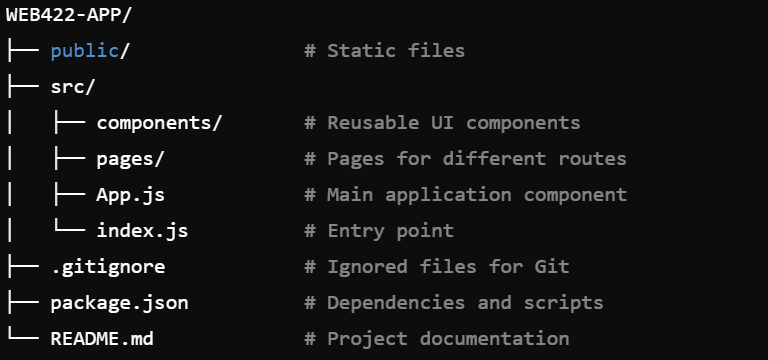 WEB422-APP/
├── public/             # Static files
├── src/
│   ├── components/       # Reusable UI components
│   ├── pages/            # Pages for different routes
│   ├── App.js            # Main application component
│   └── index.js          # Entry point
├── .gitignore            # Ignored files for Git
├── package.json          # Dependencies and scripts
└── README.md             # Project documentation